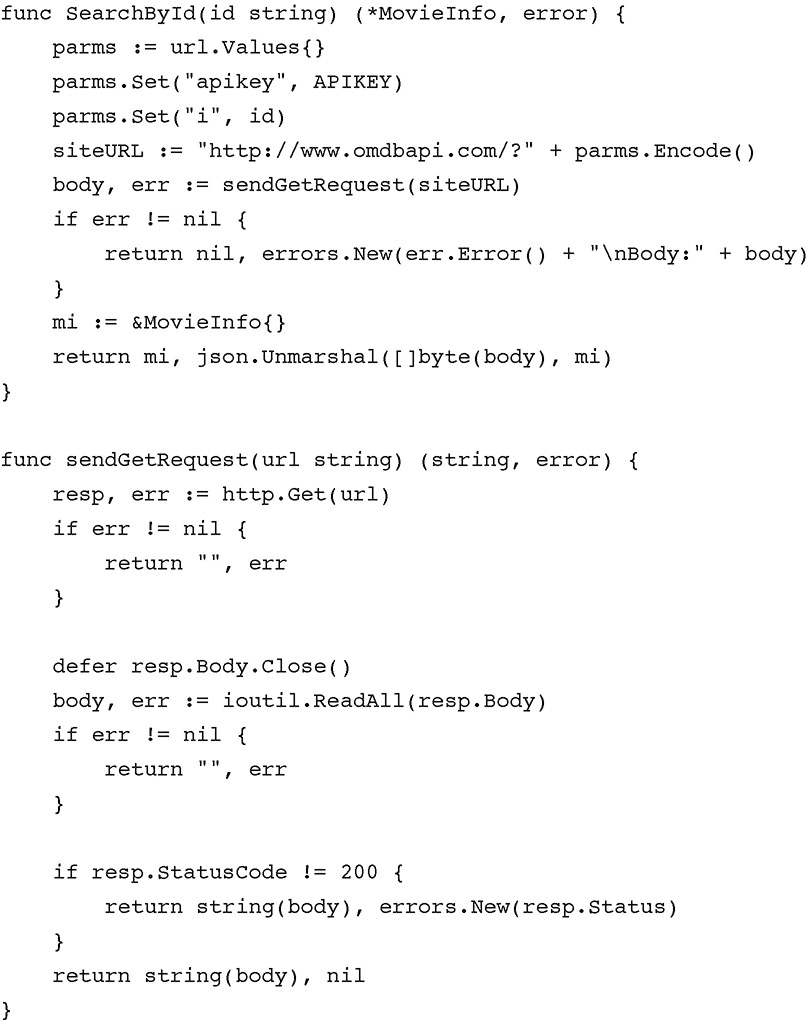 func SearchById(id string) (*MovieInfo, error) {
    parms := url.Values{}
    parms.Set("apikey", APIKEY)
    parms.Set("i", id)
    siteURL := "http://www.omdbapi.com/?" + parms.Encode()
    body, err := sendGetRequest(siteURL)
    if err != nil {
        return nil, errors.New(err.Error() + "\nBody:" + body)
    }
    mi := &MovieInfo{}
    return mi, json.Unmarshal([]byte(body), mi)
}

func sendGetRequest(url string) (string, error) {
    resp, err := http.Get(url)
    if err != nil {
        return "", err
    }

    defer resp.Body.Close()
    body, err := ioutil.ReadAll(resp.Body)
    if err != nil {
        return "", err
    }

    if resp.StatusCode != 200 {
        return string(body), errors.New(resp.Status)
    }
    return string(body), nil
}